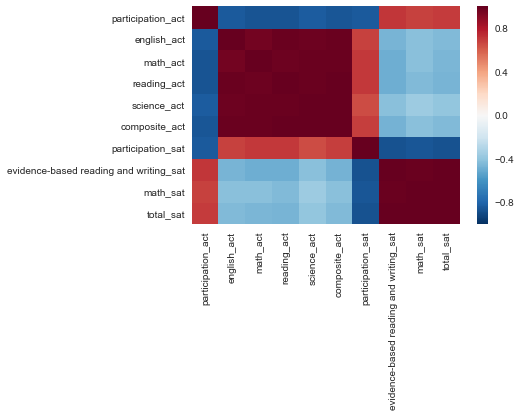 participation_act
english_act
math_act
reading_act
science_act
composite_act
participation_sat
evidence-based reading and writing_sat
math_sat
total_sat
participation_act
english_act
math_act
reading_act
science_act
composite_act
participation_sat
evidence-based reading and writing_sat
math_sat
total_sat
0.8
0.4
0.0
−0.4
−0.8